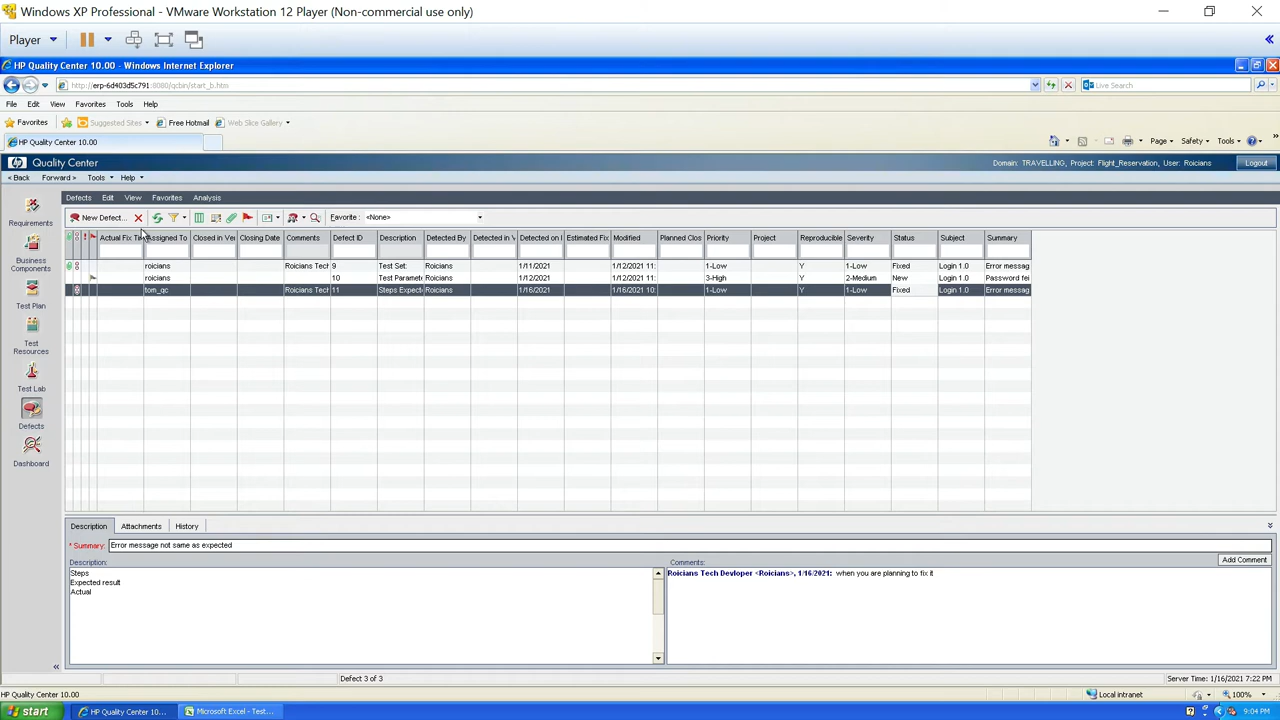 Windows XP Professional - VMware Workstation 12 Player (Non-commercial use only)
Player
HP Quality Center 10.00 - Windows Internet Explorer
http://erp-6d403d5c791:8080/qcbin/start_b.htm
Live Search
File Edit View Favorites Tools Help
Favorites Suggested Sites Free Hotmail Web Slice Gallery
HP Quality Center 10.00
Page Safety Tools
Quality Center
Domain: TRAVELLING, Project: Flight_Reservation, User: Roicians
Logout
Back Forward Tools Help
Defects Edit View Favorites Analysis
New Defect... Favorite: <None>
Actual Fix Tim Assigned To Closed in Ver Closing Date Comments Defect ID Description Detected By Detected in V Detected on Estimated Fix Modified Planned Clos Priority Project Reproducible Severity Status Subject Summary
roicians Roicians Tech 9 Test Set: Roicians 1/11/2021 1/12/2021 11: 1-Low Y 1-Low Fixed Login 1.0 Error messag
roicians 10 Test Paramet Roicians 1/12/2021 1/12/2021 11: 3-High Y 2-Medium New Login 1.0 Password fei
tom_qc Roicians Tech 11 Steps Expect Roicians 1/16/2021 1/16/2021 10: 1-Low Y 1-Low Fixed Login 1.0 Error messag
Requirements
Business
Components
Test Plan
Test
Resources
Test Lab
Defects
Dashboard
Description Attachments History
* Summary: Error message not same as expected
Description:
Steps
Expected result
Actual
Comments:
Add Comment
Roicians Tech Devloper <Roicians>, 1/16/2021: when you are planning to fix it
Defect 3 of 3
Server Time: 1/16/2021 7:22 PM
HP Quality Center 10.00
Local intranet
100%
start
HP Quality Center 10...
Microsoft Excel - Test...
9:04 PM